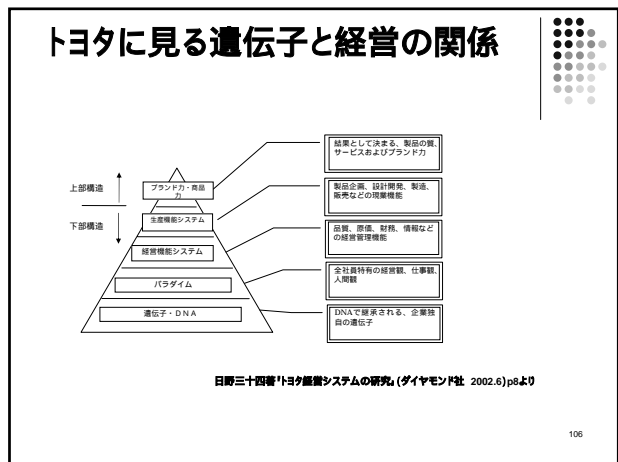 トヨタに見る遺伝子と経営の関係
上部構造
下部構造
ブランド力・商品
力
生産機能システム
経営機能システム
パラダイム
遺伝子・ＤＮＡ
結果として決まる、製品の質、
サービスおよびブランド力
製品企画、設計開発、製造、
販売などの現業機能
品質、原価、財務、情報など
の経営管理機能
全社員特有の経営観、仕事観、
人間観
DNAで継承される、企業独
自の遺伝子
日野三十四著「トヨタ経営システムの研究」(ダイヤモンド社 2002.6)p8より
106